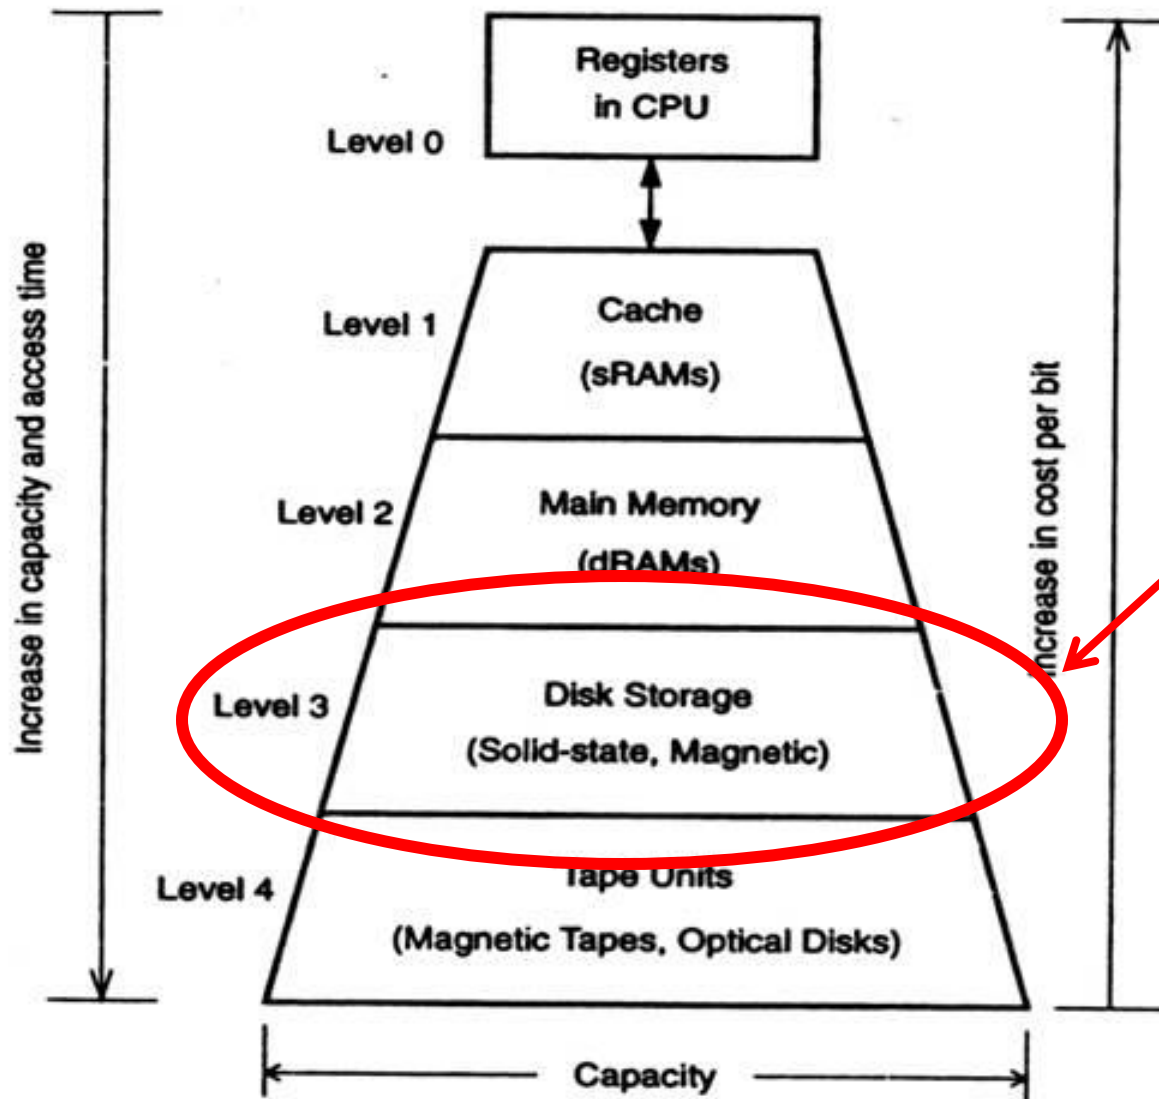 Registers
in CPU
Level 0
Cache
Level 1
(sRAMs)
Main Memory
Level 2
(dRAMs)
Disk Storage
Level 3
(Solid-state, Magnetic)
Tape Units
Level 4
(Magnetic Tapes, Optical Disks)
Capacity
Increase in capacity and access time
Increase in cost per bit